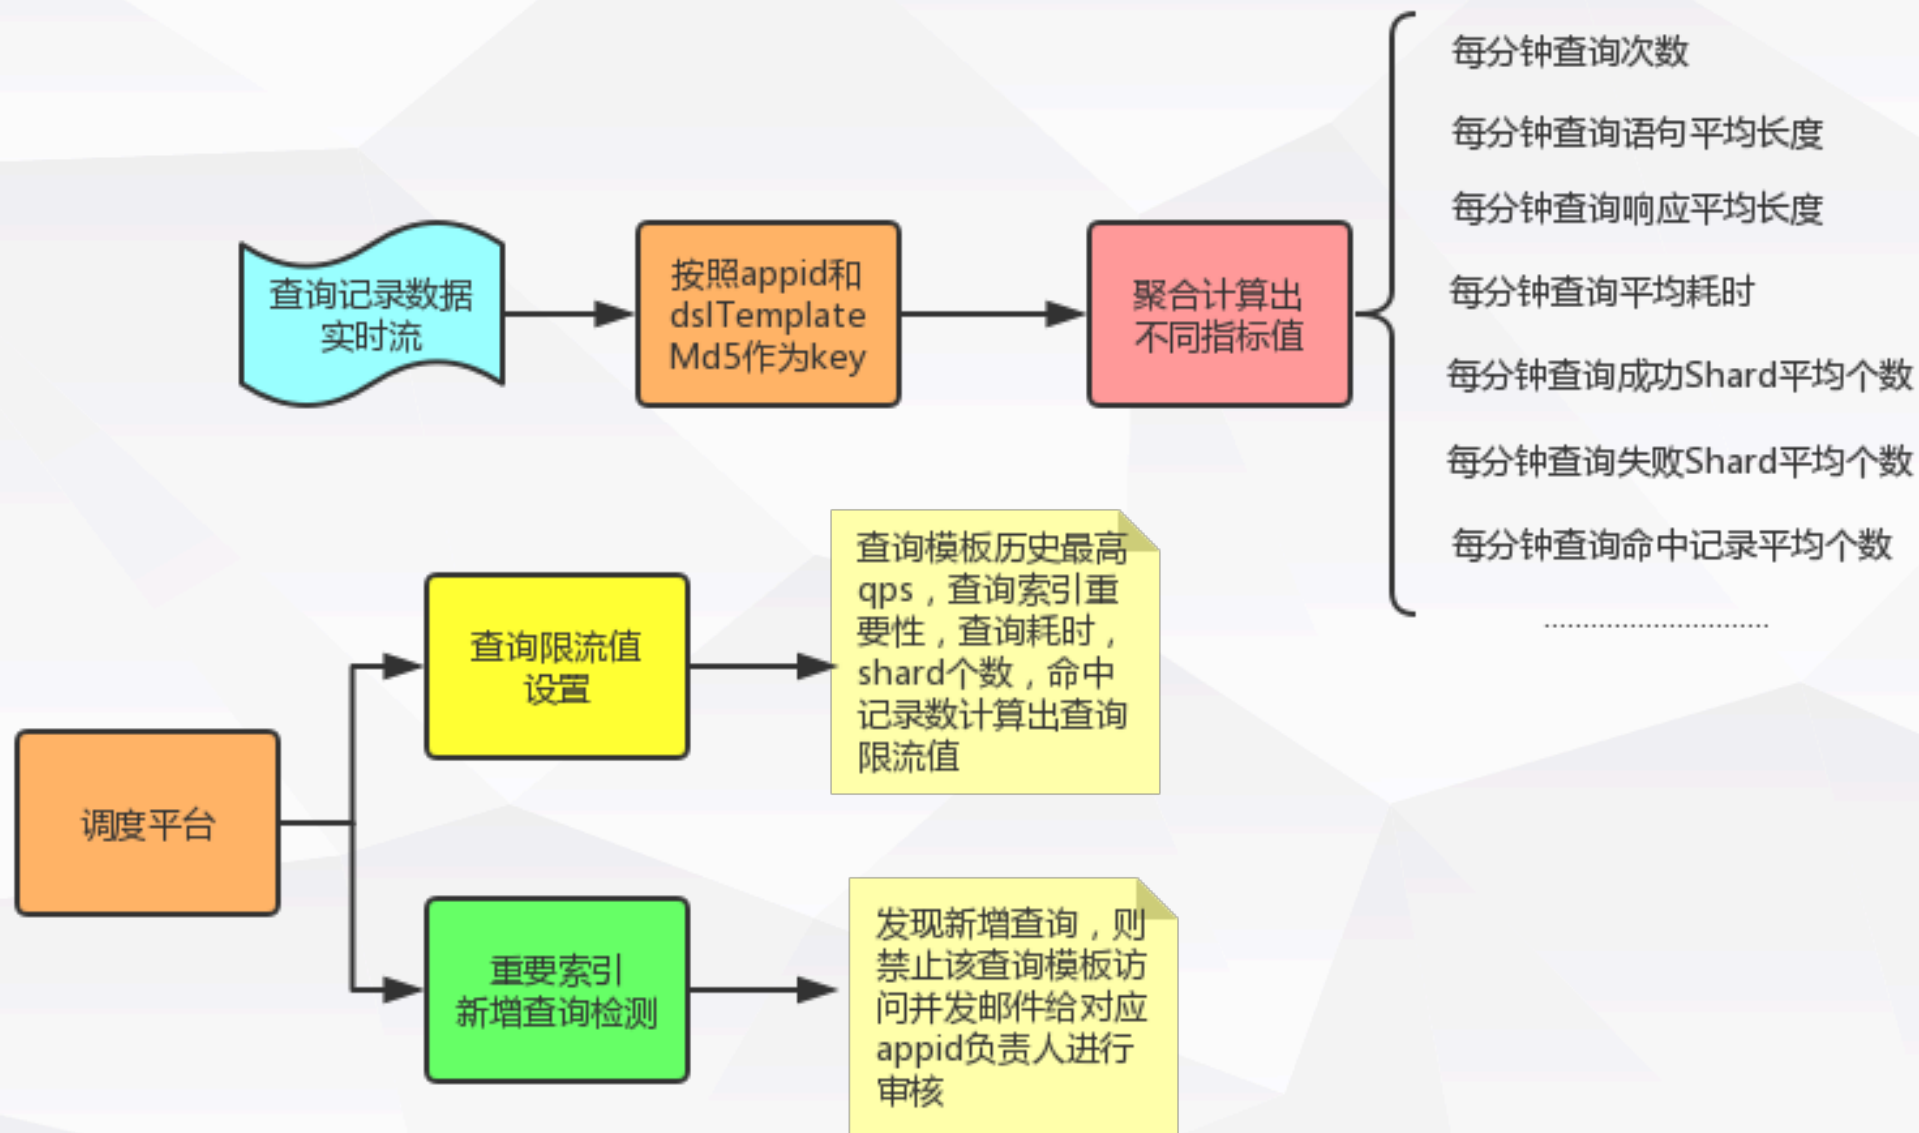 查询记录数据
实时流
按照appid和
dslTemplate
Md5作为key
聚合计算出
不同指标值
每分钟查询次数
每分钟查询语句平均长度
每分钟查询响应平均长度
每分钟查询平均耗时
每分钟查询成功Shard平均个数
每分钟查询失败Shard平均个数
每分钟查询命中记录平均个数
调度平台
查询限流值
设置
查询模板历史最高
qps，查询索引重
要性，查询耗时，
shard个数，命中
记录数计算出查询
限流值
重要索引
新增查询检测
发现新增查询，则
禁止该查询模板访
问并发邮件给对应
appid负责人进行
审核